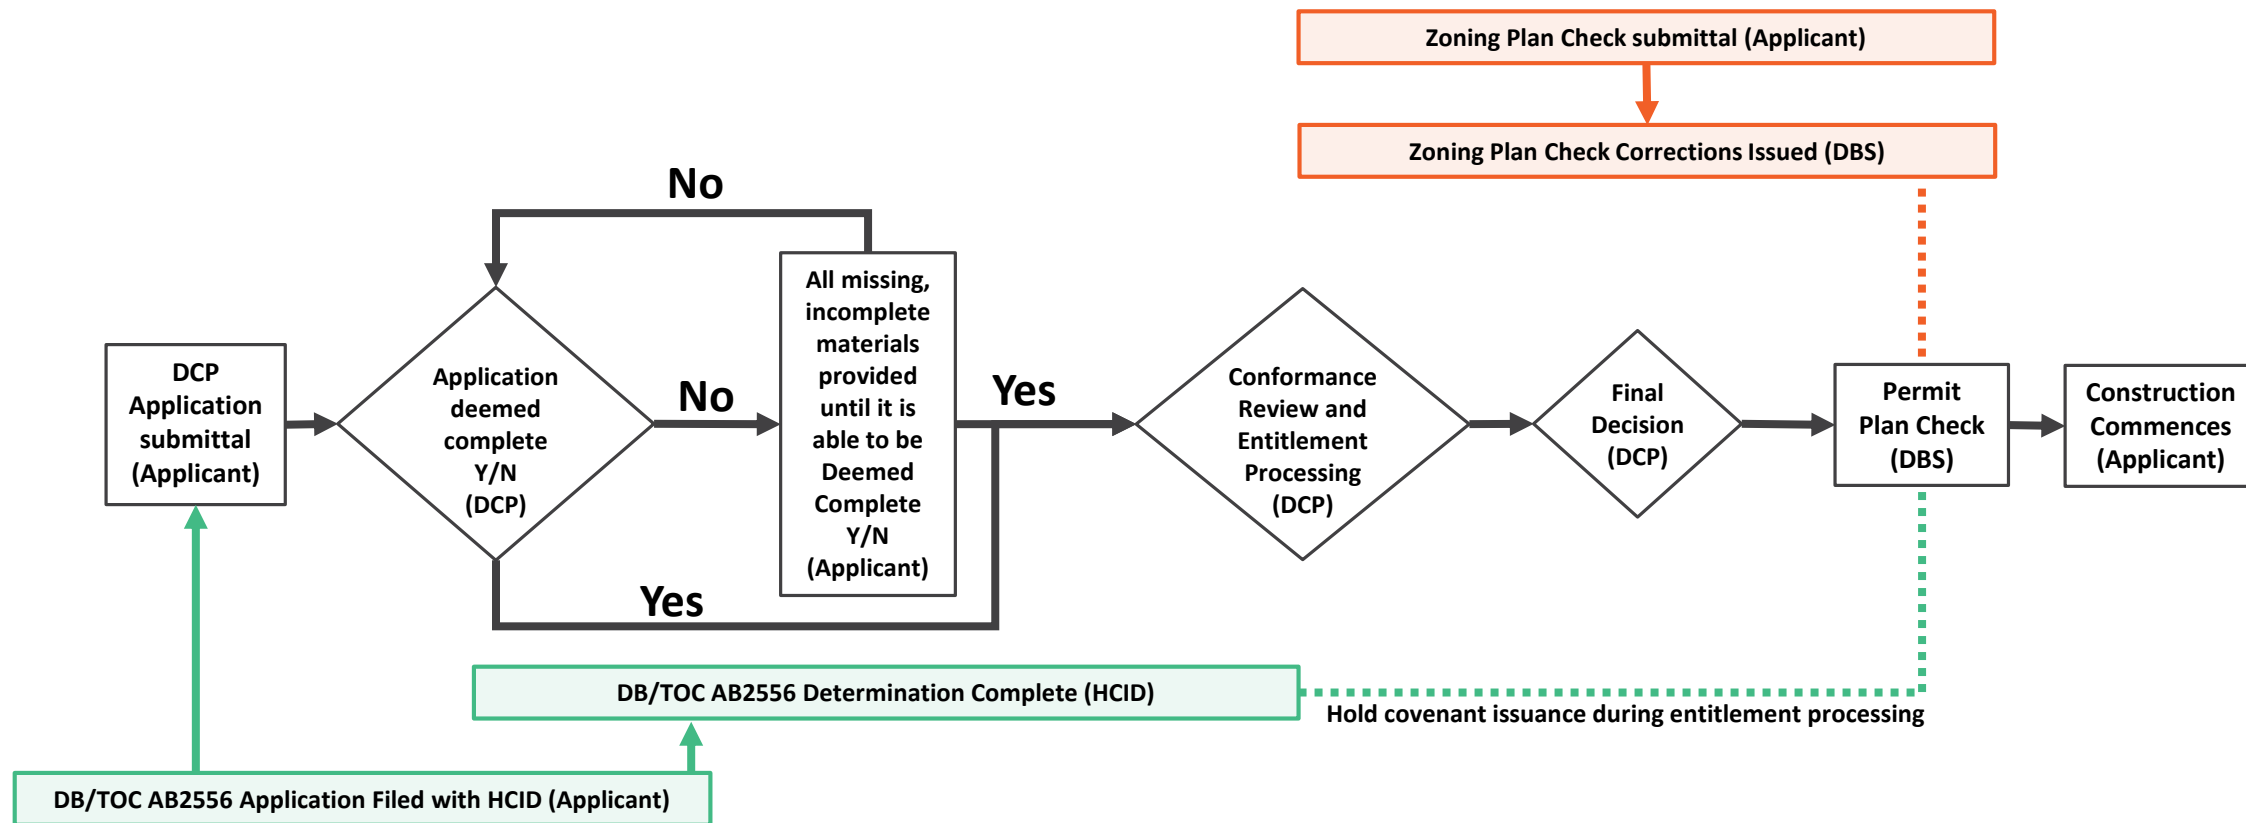 Zoning Plan Check submittal (Applicant)
Zoning Plan Check Corrections Issued (DBS)
No
DCP
Application
submittal
(Applicant)
Application
deemed
complete
Y/N
(DCP)
No
All missing,
incomplete
materials
provided
until it is
able to be
Deemed
Complete
Y/N
(Applicant)
Yes
Yes
Conformance
Review and
Entitlement
Processing
(DCP)
Final
Decision
(DCP)
Permit
Plan Check
(DBS)
Construction
Commences
(Applicant)
DB/TOC AB2556 Determination Complete (HCID)
Hold covenant issuance during entitlement processing
DB/TOC AB2556 Application Filed with HCID (Applicant)